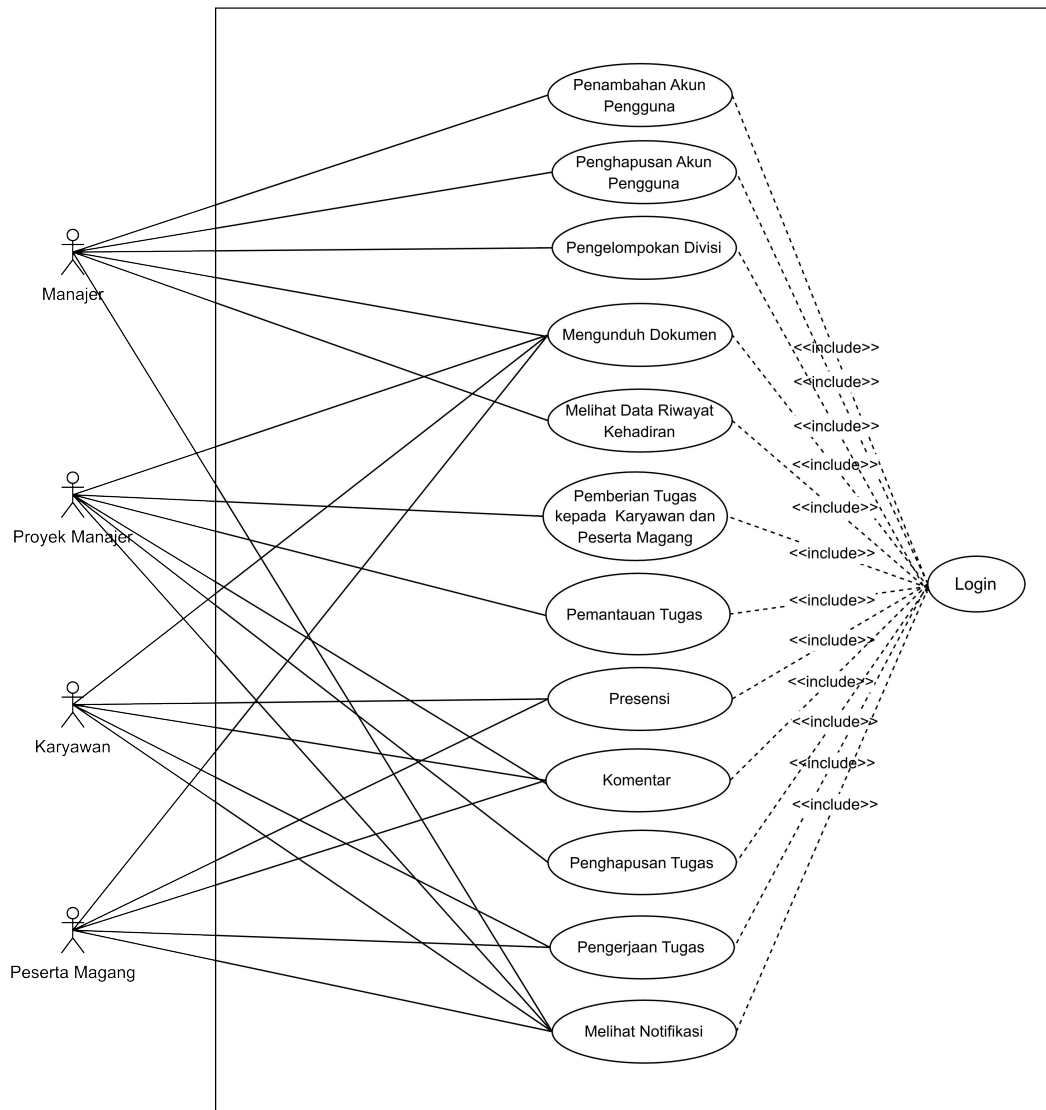 Penambahan Akun
Pengguna
Penghapusan Akun
Pengguna
Pengelompokan Divisi
Manajer
Mengunduh Dokumen
<<include>>
<<include>>
Melihat Data Riwayat
Kehadiran
<<include>>
<<include>>
Pemberian Tugas
kepada Karyawan dan
Peserta Magang
<<include>>
Proyek Manajer
<<include>>
Login
Pemantauan Tugas
<<include>>
<<include>>
Presensi
<<include>>
Karyawan
<<include>>
Komentar
<<include>>
<<include>>
Penghapusan Tugas
Pengerjaan Tugas
Peserta Magang
Melihat Notifikasi